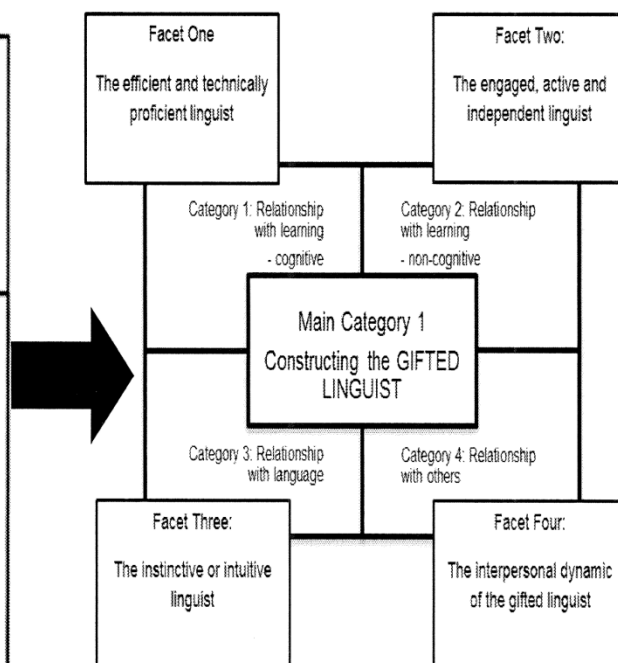 Facet One
The efficient and technically
proficient linguist
Facet Two:
The engaged, active and
independent linguist
Category 1: Relationship
with learning
- cognitive
Category 2: Relationship
with learning
- non-cognitive
Main Category 1
Constructing the GIFTED
LINGUIST
Category 3: Relationship
with language
Category 4: Relationship
with others
Facet Three:
The instinctive or intuitive
linguist
Facet Four:
The interpersonal dynamic
of the gifted linguist